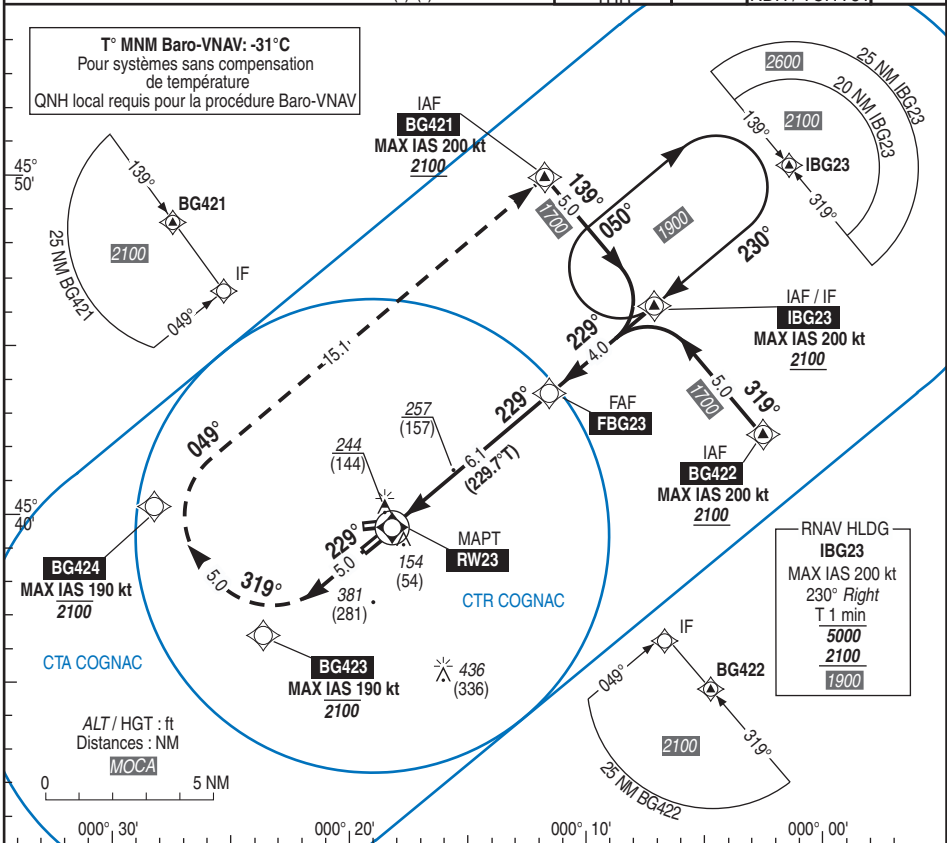 T° MNM Baro-VNAV: -31°C
Pour systèmes sans compensation
de température
QNH local requis pour la procédure Baro-VNAV
IAF
BG421
MAX IAS 200 kt
2100
2600
25 NM IBG23
20 NM IBG23
2100
139°
IBG23
319°
45°
50'
139°
BG421
2100
25 NM BG421
IF
049°
139°
5.0
1700
050°
1900
230°
IAF / IF
IBG23
MAX IAS 200 kt
2100
229°
4.0
15.1
319°
5.0
1700
FAF
FBG23
229°
257
(157)
6.1
(229.7°T)
IAF
BG422
MAX IAS 200 kt
2100
049°
244
(144)
45°
40'
229°
5.0
MAPT
RW23
154
(54)
BG424
MAX IAS 190 kt
2100
5.0
319°
381
(281)
CTR COGNAC
RNAV HLDG
IBG23
MAX IAS 200 kt
230° Right
T 1 min
5000
2100
1900
CTA COGNAC
BG423
MAX IAS 190 kt
2100
436
(336)
IF
049°
BG422
2100
319°
25 NM BG422
ALT / HGT : ft
Distances : NM
MOCA
0 5 NM
000° 30' 000° 20' 000° 10' 000° 00'